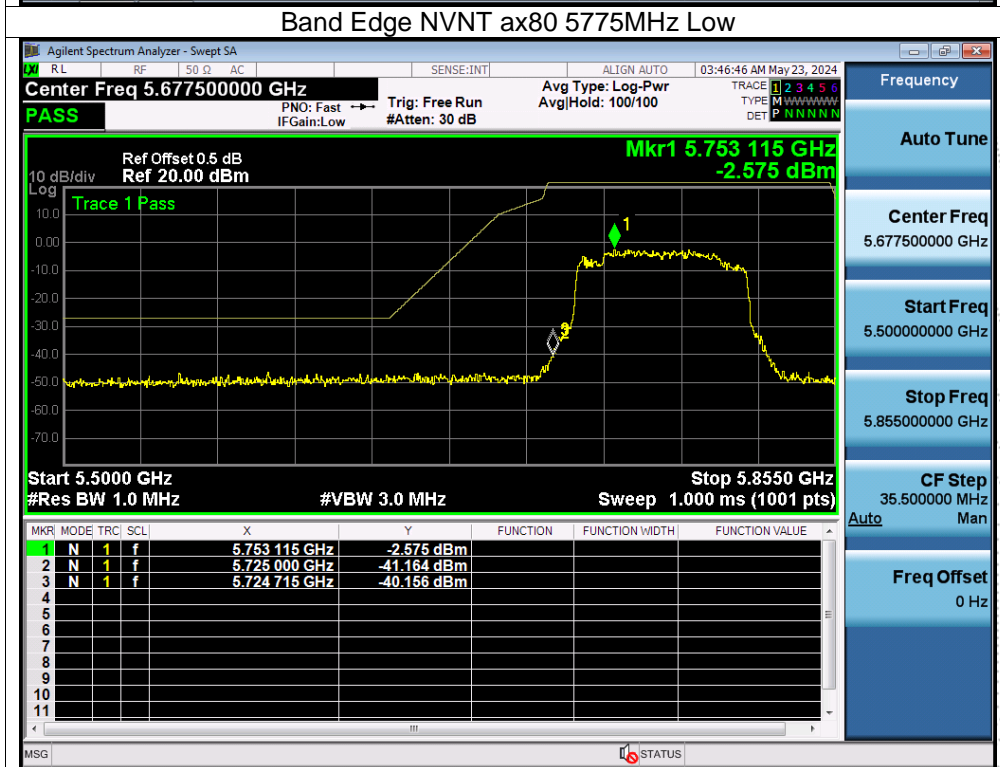 Band Edge NVNT ax80 5775MHz Low
Agilent Spectrum Analyzer - Swept SA
LXI RL RF 50 Ω AC SENSE:INT ALIGN AUTO 03:46:46 AM May 23, 2024
Center Freq 5.677500000 GHz
PASS
PNO: Fast
IFGain:Low
Trig: Free Run
#Atten: 30 dB
Avg Type: Log-Pwr
Avg|Hold: 100/100
TRACE 1 2 3 4 5 6
TYPE M WWWWW
DET P N N N N N
Mkr1 5.753 115 GHz
-2.575 dBm
Ref Offset 0.5 dB
10 dB/div Ref 20.00 dBm
Log
Trace 1 Pass
10.0
0.00
-10.0
-20.0
-30.0
-40.0
-50.0
-60.0
-70.0
1
Start 5.5000 GHz Stop 5.8550 GHz
#Res BW 1.0 MHz #VBW 3.0 MHz Sweep 1.000 ms (1001 pts)
MKR MODE TRC SCL X Y FUNCTION FUNCTION WIDTH FUNCTION VALUE
1 N 1 f 5.753 115 GHz -2.575 dBm
2 N 1 f 5.725 000 GHz -41.164 dBm
3 N 1 f 5.724 715 GHz -40.156 dBm
4
5
6
7
8
9
10
11
MSG STATUS
Frequency
Auto Tune
Center Freq
5.677500000 GHz
Start Freq
5.500000000 GHz
Stop Freq
5.855000000 GHz
CF Step
35.500000 MHz
Auto Man
Freq Offset
0 Hz